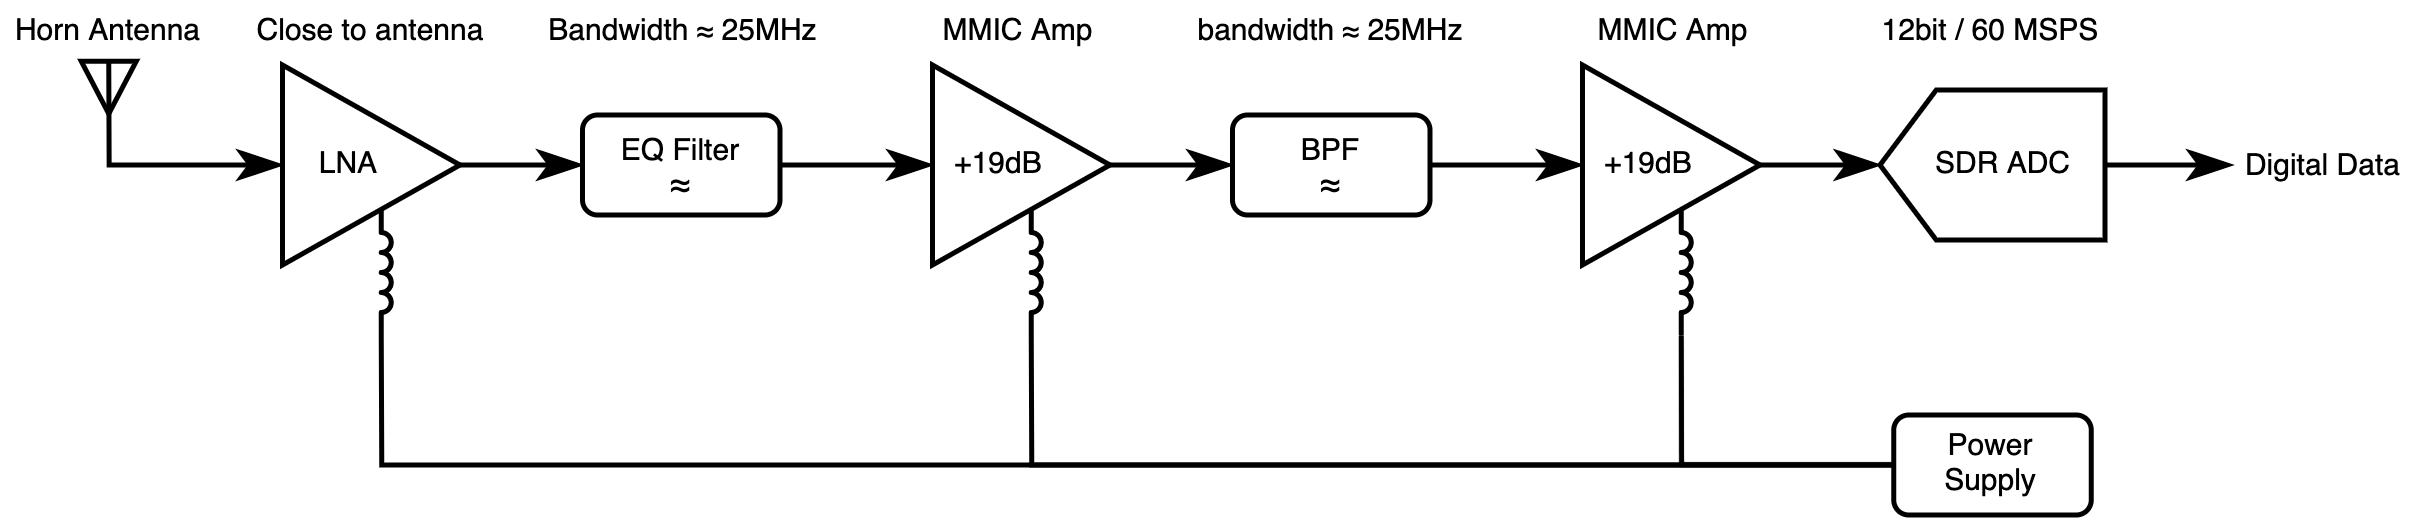 Horn Antenna
Close to antenna
Bandwidth ≈ 25MHz
MMIC Amp
bandwidth ≈ 25MHz
MMIC Amp
12bit / 60 MSPS
LNA
EQ Filter
≈
+19dB
BPF
≈
+19dB
SDR ADC
Digital Data
Power
Supply